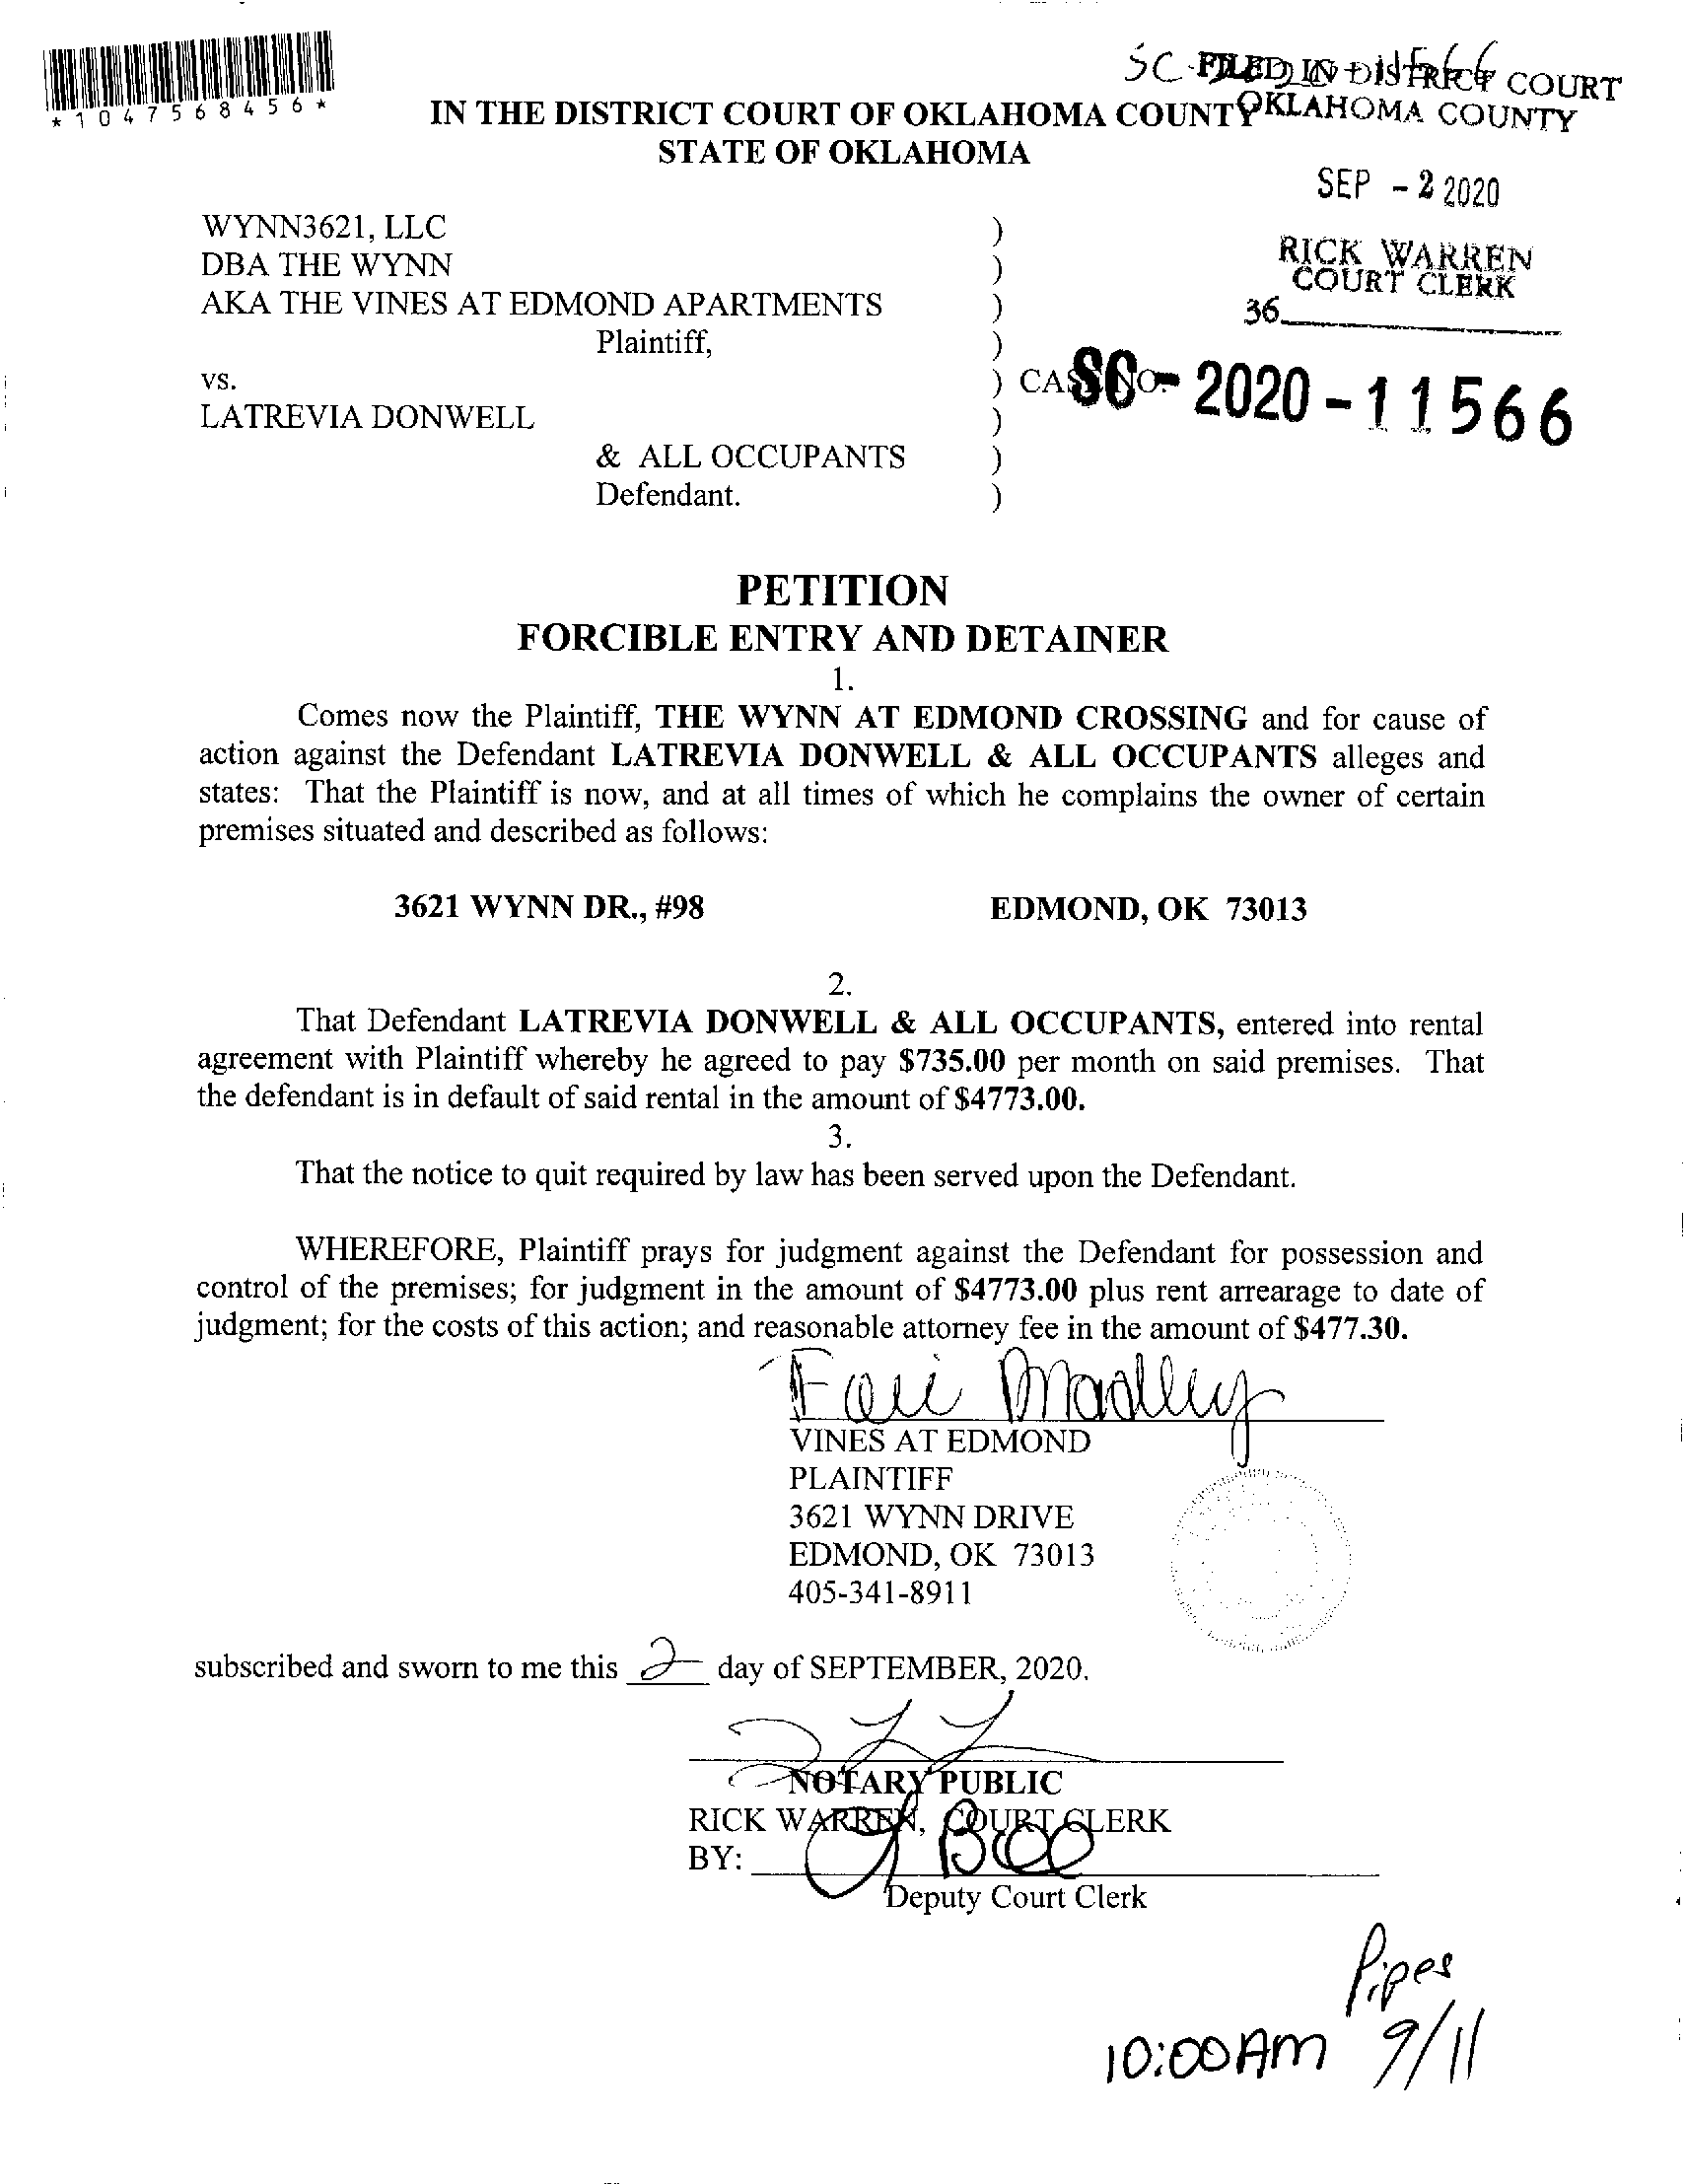 *1047568456*
FILED IN DISTRICT COURT
OKLAHOMA COUNTY
IN THE DISTRICT COURT OF OKLAHOMA COUNTY
STATE OF OKLAHOMA
SEP - 2 2020
RICK WARREN
COURT CLERK
36
WYNN3621, LLC )
DBA THE WYNN )
AKA THE VINES AT EDMOND APARTMENTS )
Plaintiff, )
vs. ) CASE NO. SC - 2020 - 11566
LATREVIA DONWELL )
& ALL OCCUPANTS )
Defendant. )
PETITION
FORCIBLE ENTRY AND DETAINER
1.
Comes now the Plaintiff, THE WYNN AT EDMOND CROSSING and for cause of
action against the Defendant LATREVIA DONWELL & ALL OCCUPANTS alleges and
states: That the Plaintiff is now, and at all times of which he complains the owner of certain
premises situated and described as follows:
3621 WYNN DR., #98 EDMOND, OK 73013
2.
That Defendant LATREVIA DONWELL & ALL OCCUPANTS, entered into rental
agreement with Plaintiff whereby he agreed to pay $735.00 per month on said premises. That
the defendant is in default of said rental in the amount of $4773.00.
3.
That the notice to quit required by law has been served upon the Defendant.
WHEREFORE, Plaintiff prays for judgment against the Defendant for possession and
control of the premises; for judgment in the amount of $4773.00 plus rent arrearage to date of
judgment; for the costs of this action; and reasonable attorney fee in the amount of $477.30.
VINES AT EDMOND
PLAINTIFF
3621 WYNN DRIVE
EDMOND, OK 73013
405-341-8911
subscribed and sworn to me this 2 day of SEPTEMBER, 2020.
NOTARY PUBLIC
RICK WARREN, COURT CLERK
BY:
Deputy Court Clerk
Pipes
10:00 AM 9/11